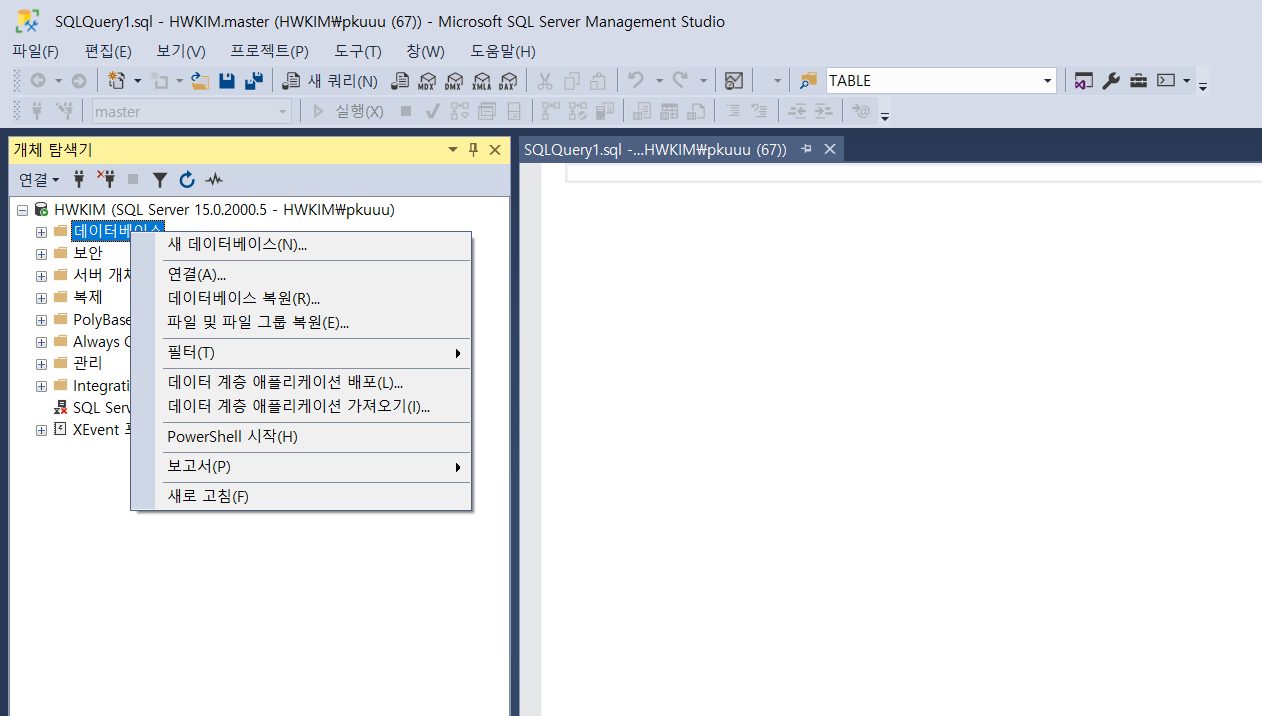 SQLQuery1.sql - HWKIM.master (HWKIM₩pkuuu (67)) - Microsoft SQL Server Management Studio
파일(F) 편집(E) 보기(V) 프로젝트(P) 도구(T) 창(W) 도움말(H)
새 쿼리(N) MDX DMX XMLA DAX TABLE
master 실행(X)
개체 탐색기
SQLQuery1.sql -...HWKIM₩pkuuu (67))
연결
HWKIM (SQL Server 15.0.2000.5 - HWKIM₩pkuuu)
데이터베이스
보안
서버 개체
복제
PolyBase
Always
관리
SQL
XEvent
새 데이터베이스(N)...
연결(A)...
데이터베이스 복원(R)...
파일 및 파일 그룹 복원(E)...
필터(T)
데이터 계층 애플리케이션 배포(L)...
데이터 계층 애플리케이션 가져오기(I)...
PowerShell 시작(H)
보고서(P)
새로 고침(F)